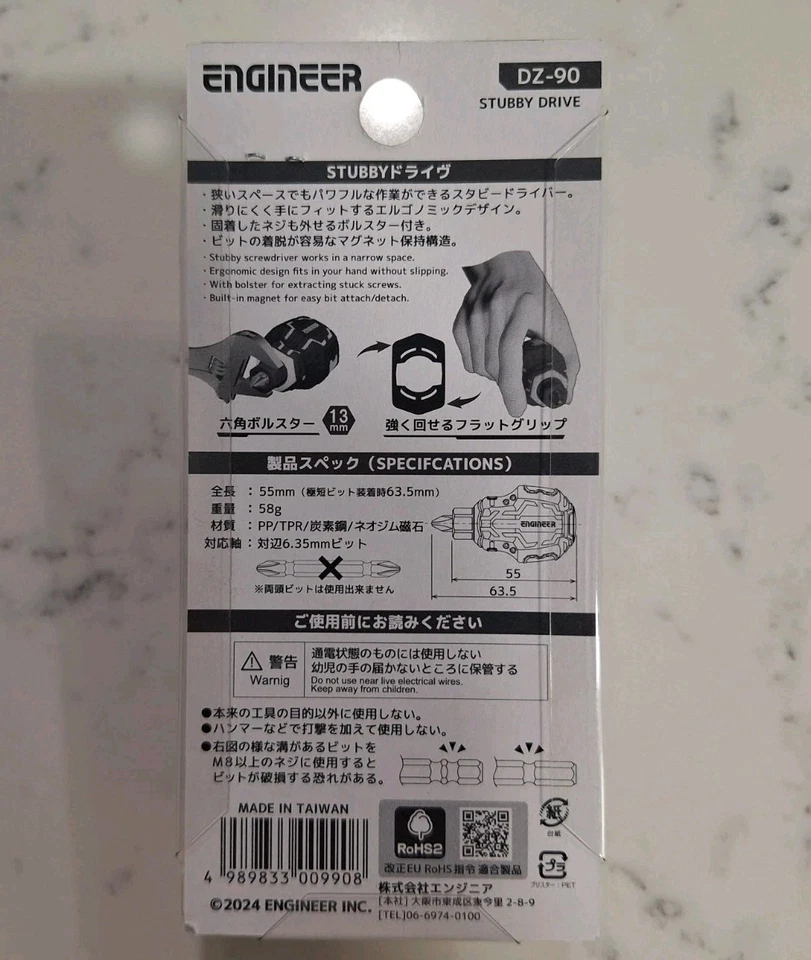 ENGINEER
DZ-90
STUBBY DRIVE
STUBBYドライヴ
・狭いスペースでもパワフルな作業ができるスタビードライバー。
・滑りにくく手にフィットするエルゴノミックデザイン。
・固着したネジも外せるボルスター付き。
・ビットの着脱が容易なマグネット保持構造。
・Stubby screwdriver works in a narrow space.
・Ergonomic design fits in your hand without slipping.
・With bolster for extracting stuck screws.
・Built-in magnet for easy bit attach/detach.
六角ボルスター
13
mm
強く回せるフラットグリップ
製品スペック（SPECIFCATIONS）
全長 ：55mm（極短ビット装着時63.5mm）
重量 ：58g
材質 ：PP/TPR/炭素鋼/ネオジム磁石
対応軸：対辺6.35mmビット
※両頭ビットは使用出来ません
ENGINEER
55
63.5
ご使用前にお読みください
警告
Warnig
通電状態のものには使用しない
幼児の手の届かないところに保管する
Do not use near live electrical wires.
Keep away from children.
●本来の工具の目的以外に使用しない。
●ハンマーなどで打撃を加えて使用しない。
●右図の様な溝があるビットを
M8以上のネジに使用すると
ビットが破損する恐れがある。
MADE IN TAIWAN
4 989833 009908
©2024 ENGINEER INC.
RoHS2
改正EU RoHS指令 適合製品
株式会社エンジニア
[本社] 大阪市東成区東今里 2-8-9
[TEL]06-6974-0100
紙
台紙
プラ
ブリスター：PET